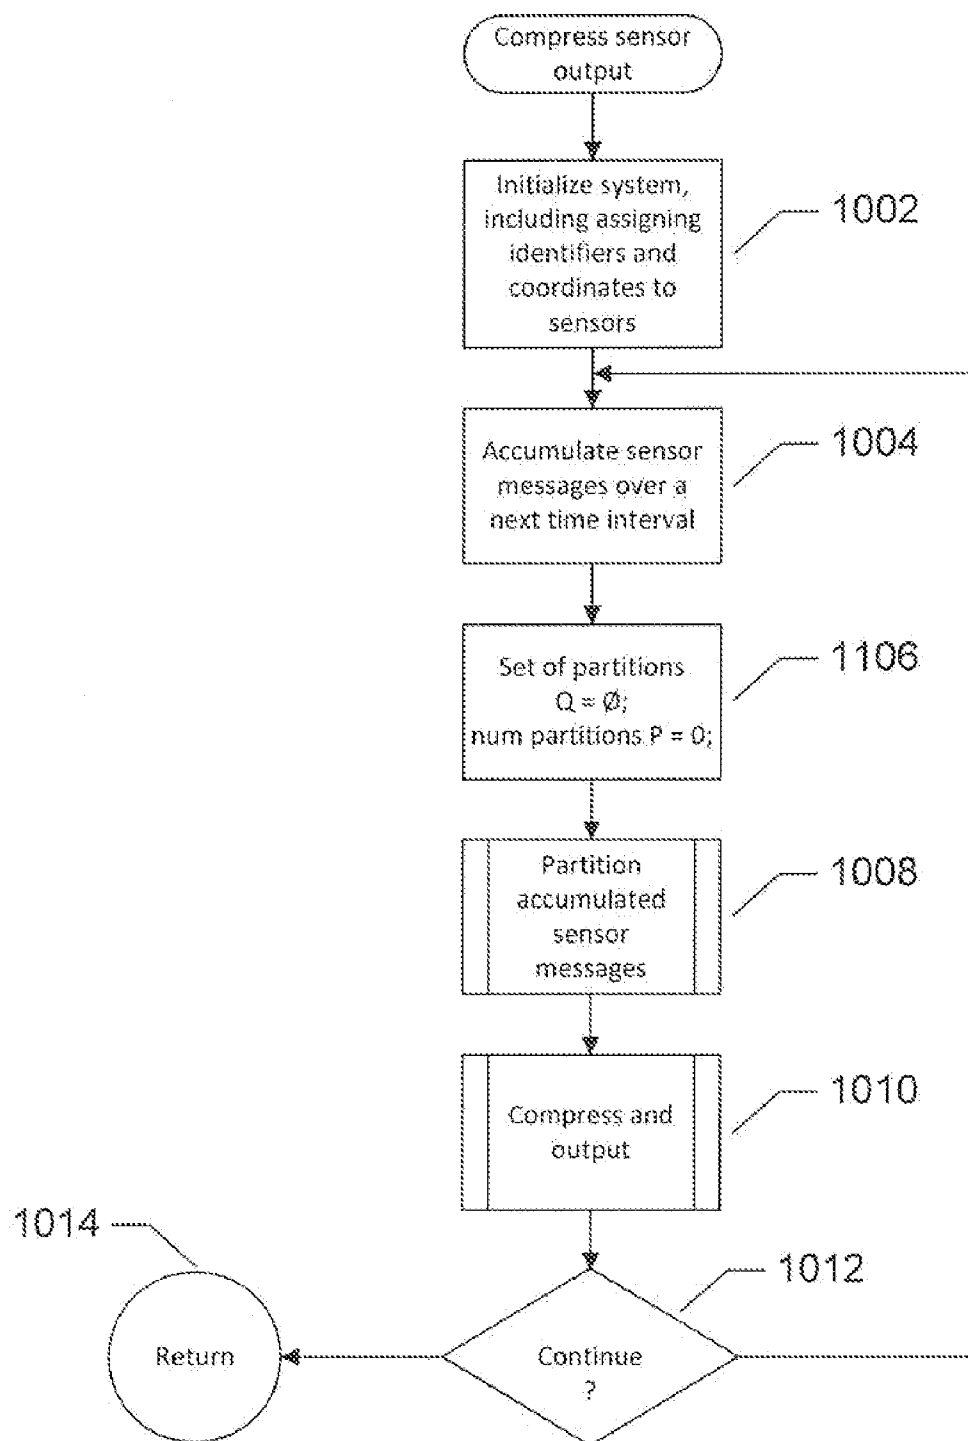 Compress sensor
output
Initialize system,
including assigning
identifiers and
coordinates to
sensors
1002
Accumulate sensor
messages over a
next time interval
1004
Set of partitions
Q = Ø;
num partitions P = 0;
1106
Partition
accumulated
sensor
messages
1008
Compress and
output
1010
1014
Return
Continue
?
1012